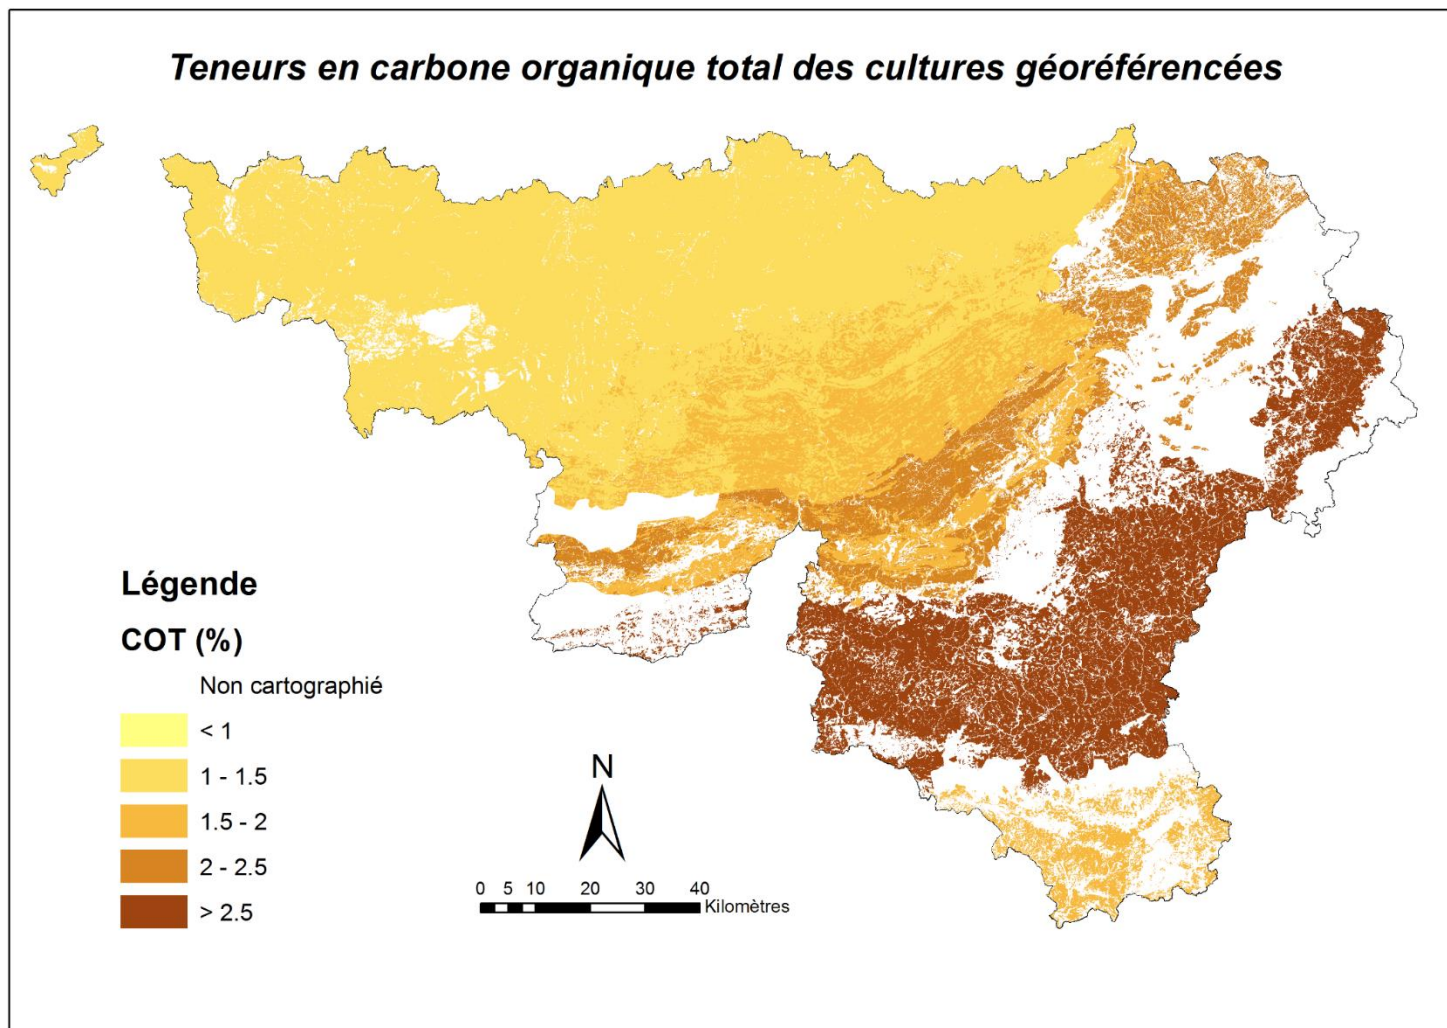 Teneurs en carbone organique total des cultures géoréférencées
Légende
COT (%)
Non cartographié
< 1
1 - 1.5
1.5 - 2
2 - 2.5
> 2.5
N
0 5 10 20 30 40
Kilomètres